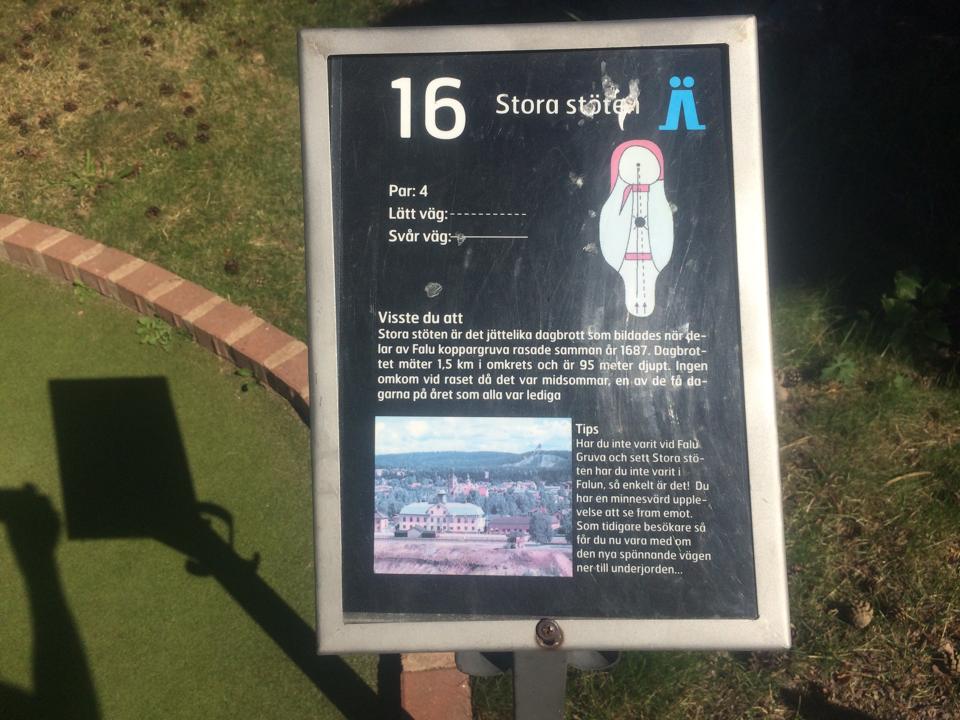 16 Stora stöten
Par: 4
Lätt väg:
Svår väg:
Visste du att
Stora stöten är det jättelika dagbrott som bildades när de-
lar av Falu koppargruva rasade samman år 1687. Dagbrot-
tet mäter 1,5 km i omkrets och är 95 meter djupt. Ingen
omkom vid raset då det var midsommar, en av de få da-
garna på året som alla var lediga
Tips
Har du inte varit vid Falu
Gruva och sett Stora stö-
ten har du inte varit i
Falun, så enkelt är det! Du
har en minnesvärd upple-
velse att se fram emot.
Som tidigare besökare så
får du nu vara med om
den nya spännande vägen
ner till underjorden...